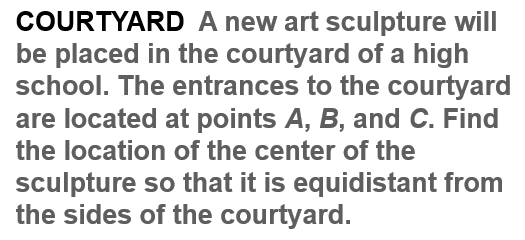 COURTYARD A new art sculpture will
be placed in the courtyard of a high
school. The entrances to the courtyard
are located at points A, B, and C. Find
the location of the center of the
sculpture so that it is equidistant from
the sides of the courtyard.